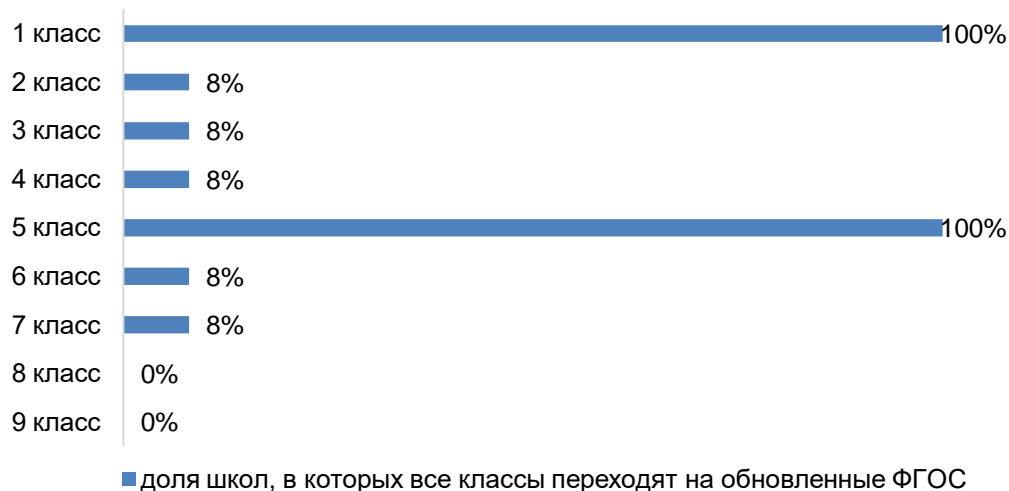 1 класс 100%
2 класс 8%
3 класс 8%
4 класс 8%
5 класс 100%
6 класс 8%
7 класс 8%
8 класс 0%
9 класс 0%
доля школ, в которых все классы переходят на обновленные ФГОС